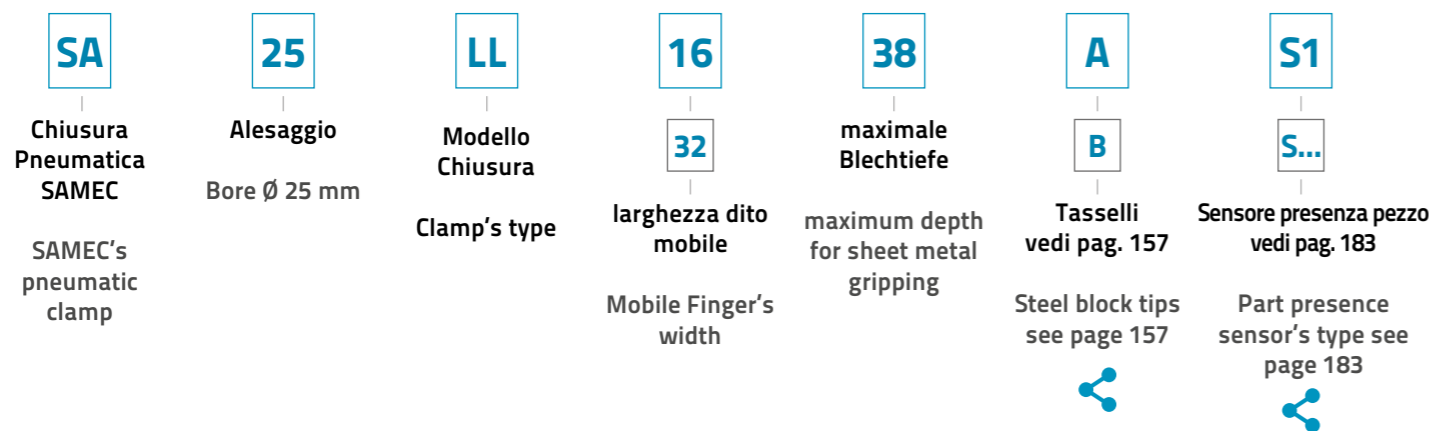 SA
25
LL
16
38
A
S1
32
B
S...
Chiusura
Pneumatica
SAMEC
SAMEC's
pneumatic
clamp
Alesaggio
Bore Ø 25 mm
Modello
Chiusura
Clamp's type
larghezza dito
mobile
Mobile Finger's
width
maximale
Blechtiefe
maximum depth
for sheet metal
gripping
Tasselli
vedi pag. 157
Steel block tips
see page 157
Sensore presenza pezzo
vedi pag. 183
Part presence
sensor's type see
page 183